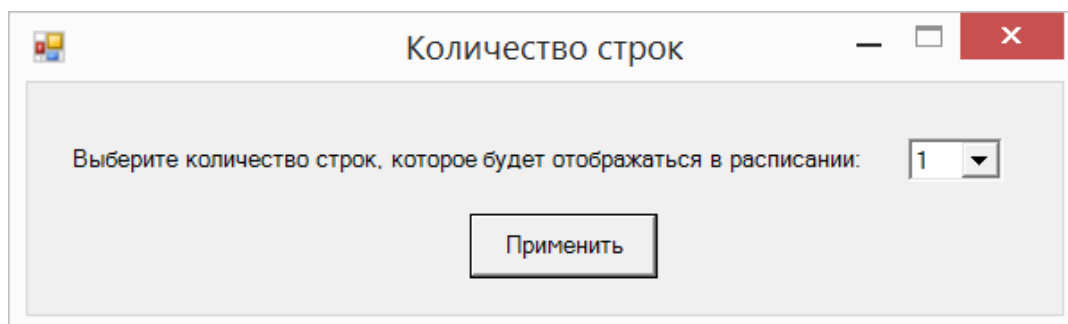 Количество строк
Выберите количество строк, которое будет отображаться в расписании: 1
Применить